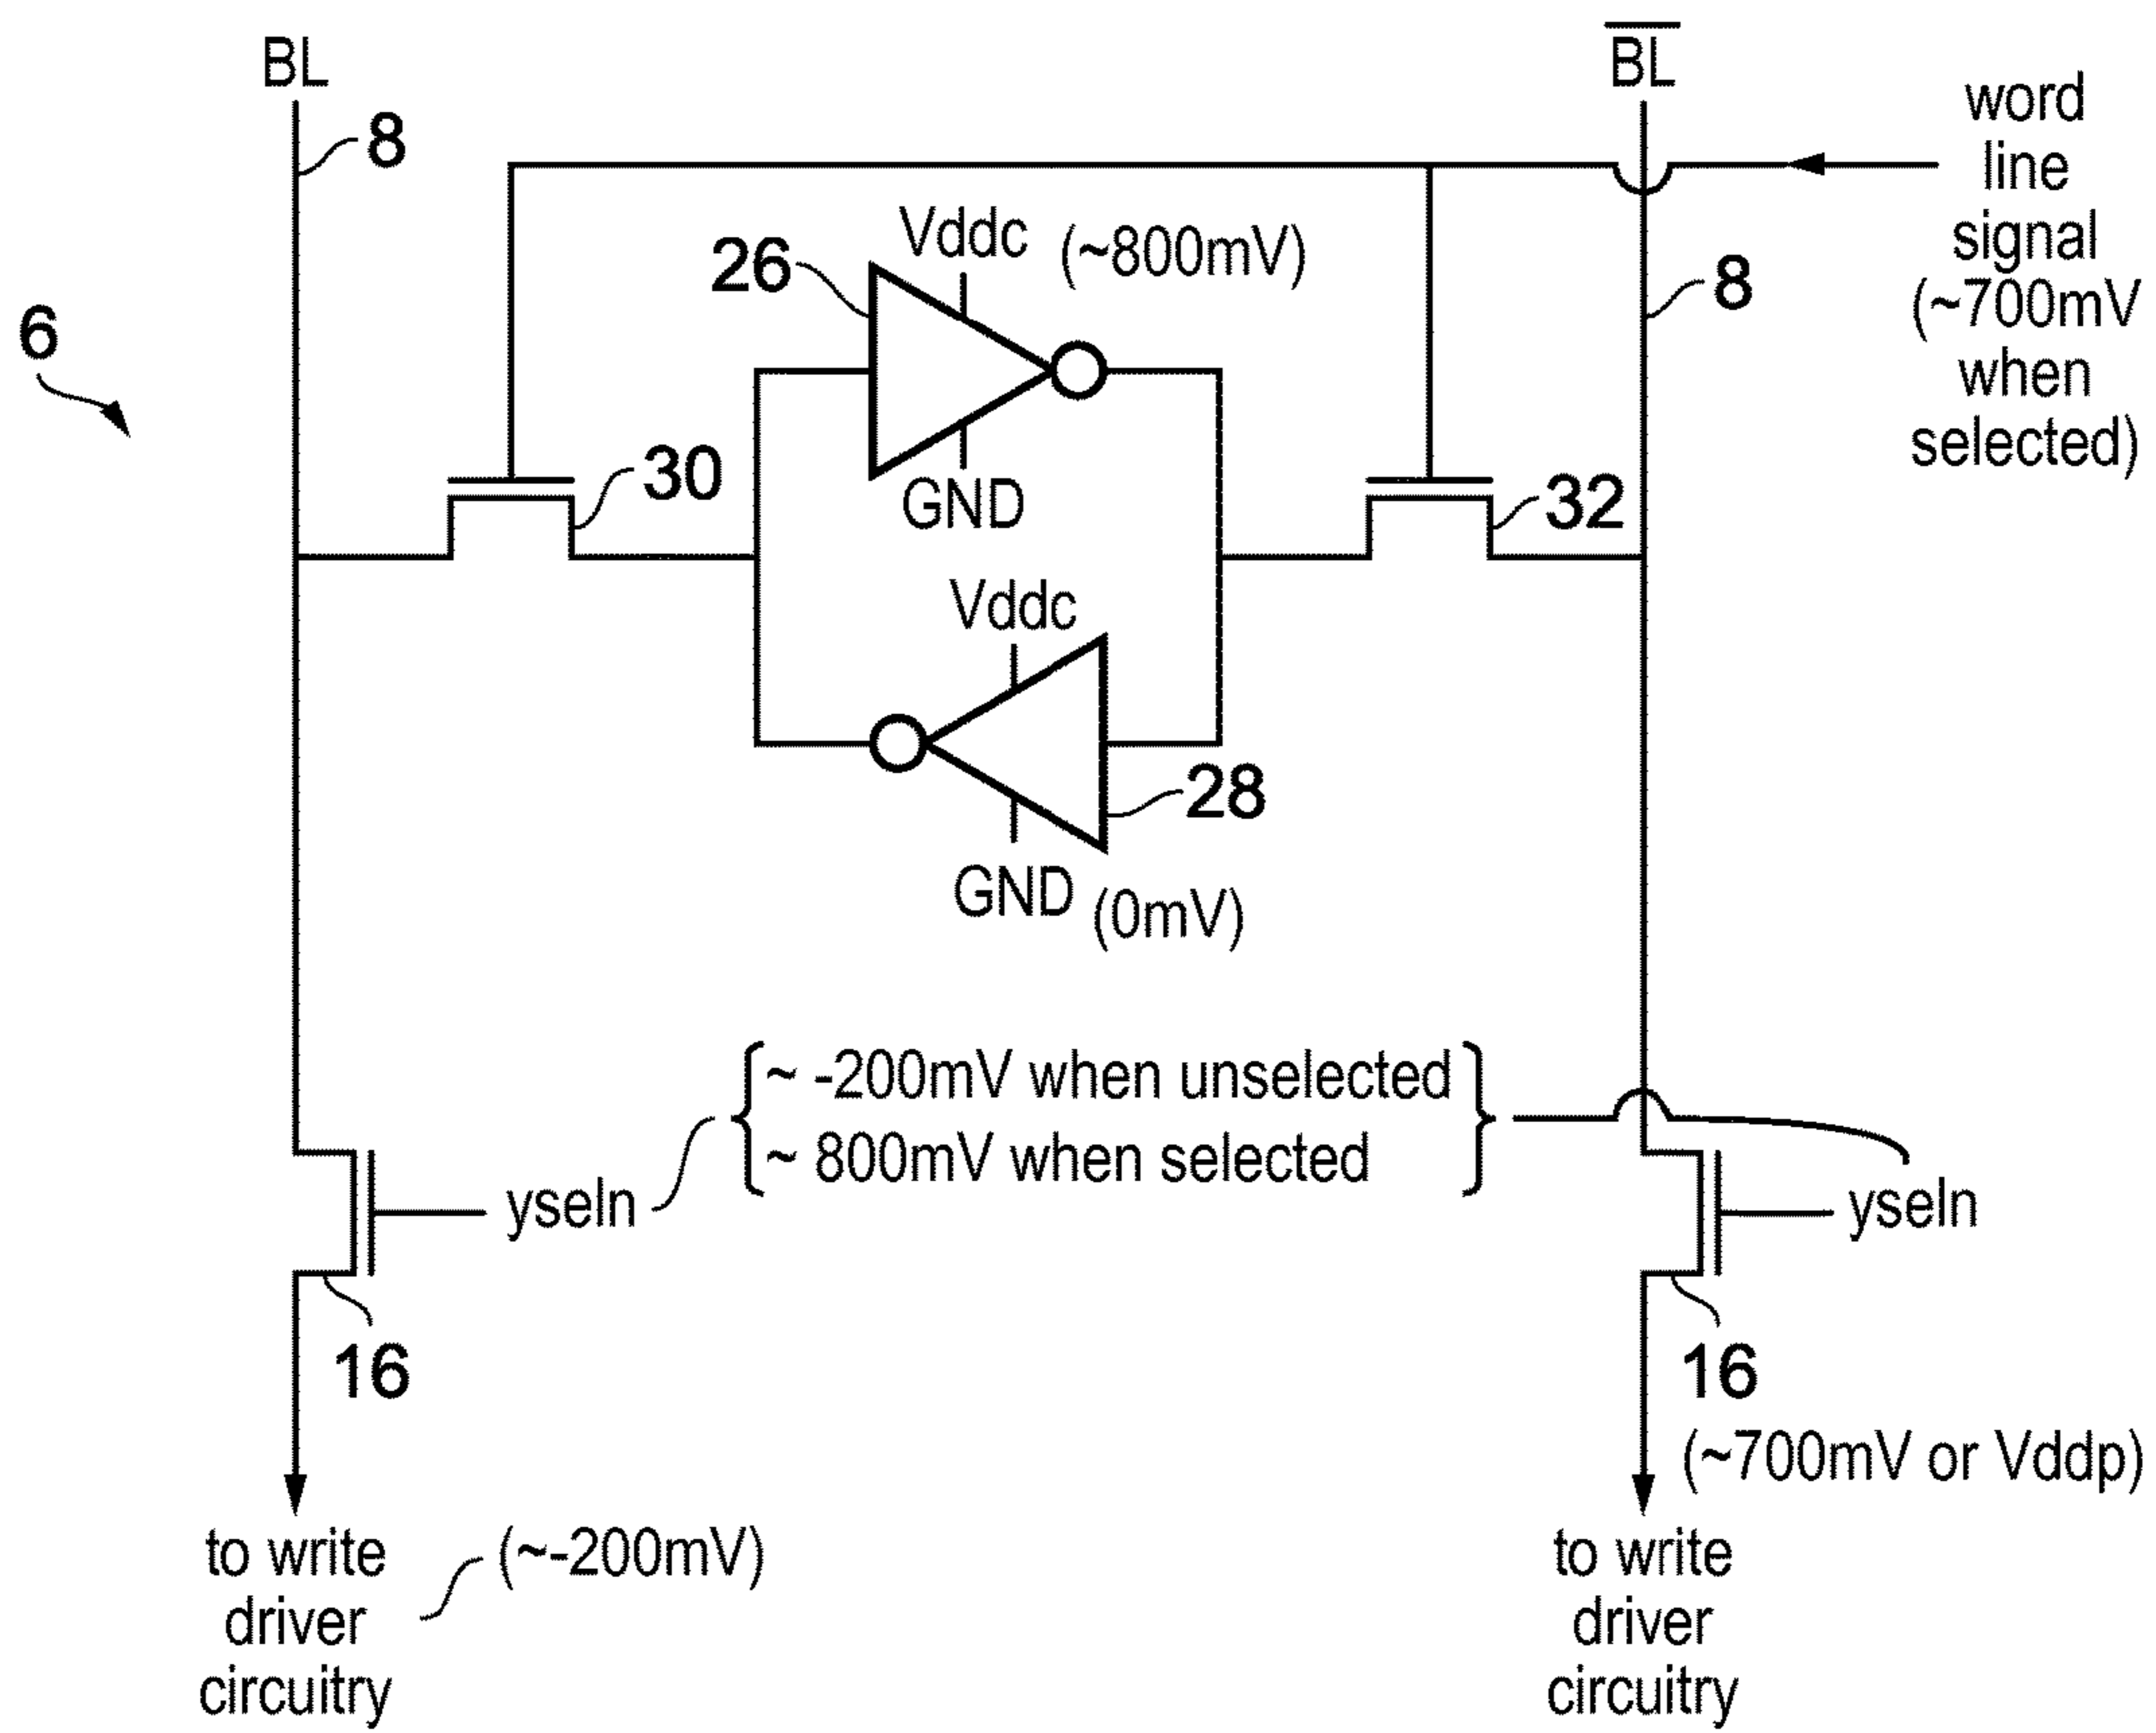 BL
BL
8
word
line
signal
(~700mV
when
selected)
Vddc (~800mV)
26
8
6
GND
30
32
Vddc
28
GND (0mV)
~ -200mV when unselected
~ 800mV when selected
yseln
yseln
16
16
(~700mV or Vddp)
to write
driver
circuitry
(~-200mV)
to write
driver
circuitry